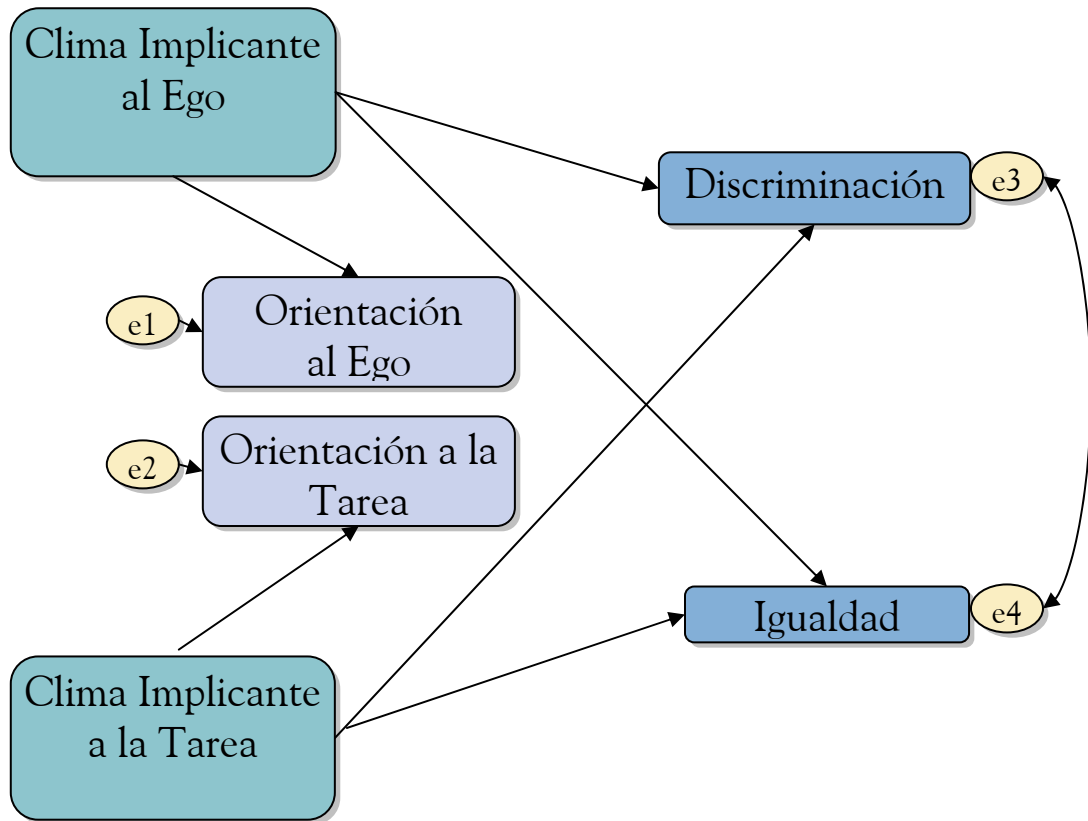 Clima Implicante
al Ego
Discriminación
e3
e1
Orientación
al Ego
e2
Orientación a la
Tarea
Igualdad
e4
Clima Implicante
a la Tarea